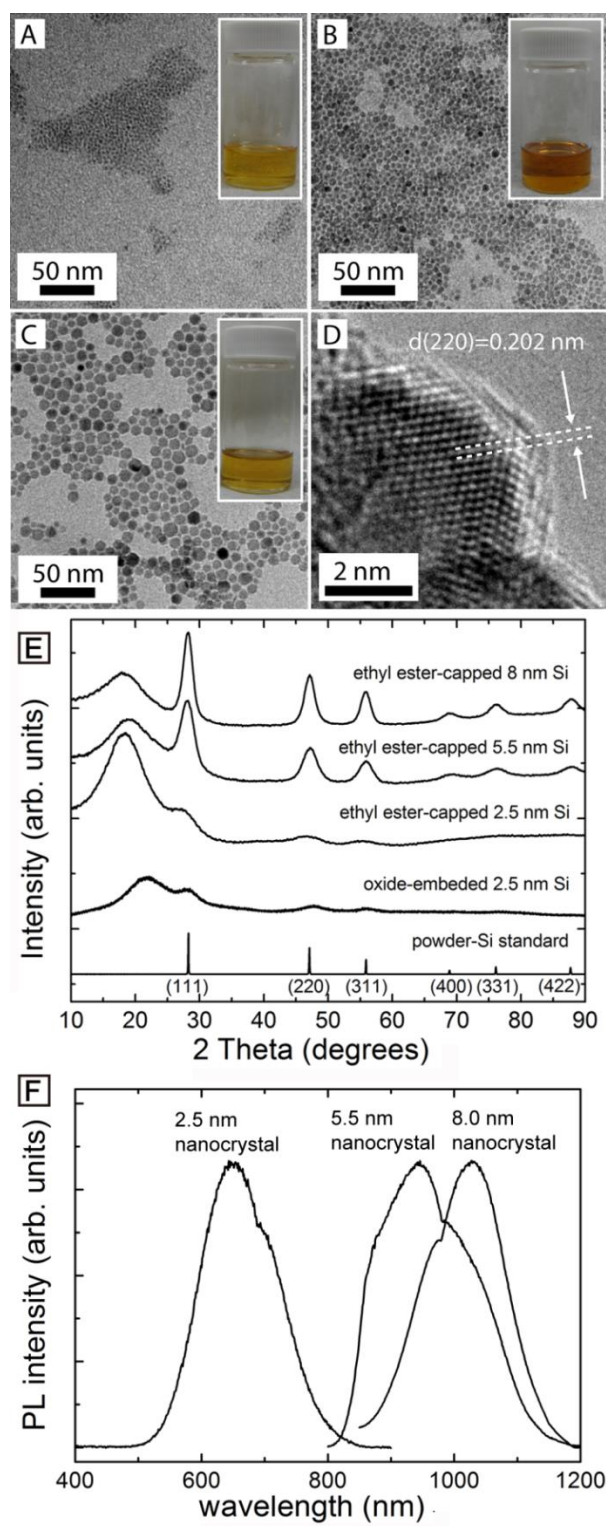 A
50 nm
B
50 nm
C
50 nm
D
d(220)=0.202 nm
2 nm
E
Intensity (arb. units)
ethyl ester-capped 8 nm Si
ethyl ester-capped 5.5 nm Si
ethyl ester-capped 2.5 nm Si
oxide-embeded 2.5 nm Si
powder-Si standard
(111) (220) (311) (400) (331) (422)
10 20 30 40 50 60 70 80 90
2 Theta (degrees)
F
PL intensity (arb. units)
2.5 nm
nanocrystal
5.5 nm
nanocrystal
8.0 nm
nanocrystal
400 600 800 1000 1200
wavelength (nm)